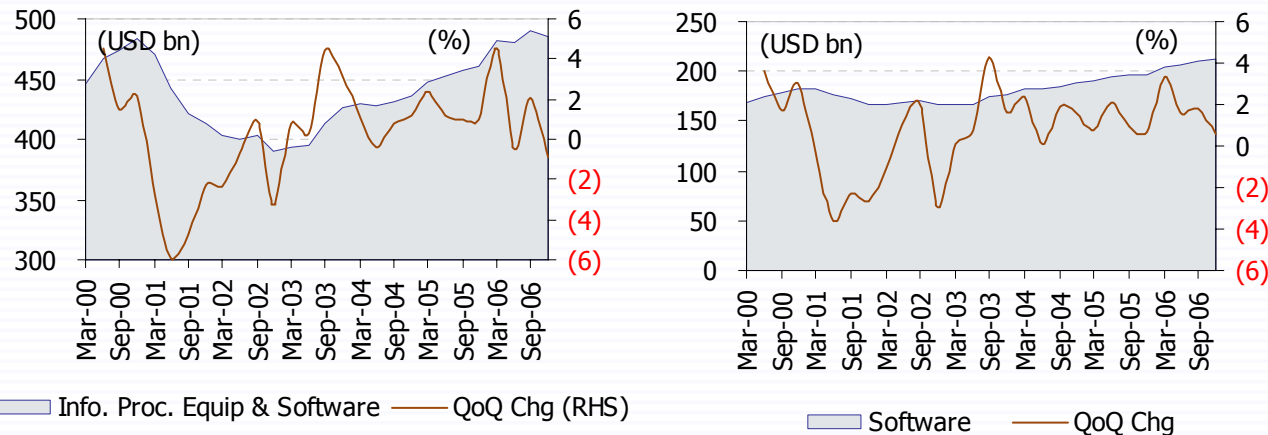 (USD bn) (%)
500
450
400
350
300
6
4
2
0
(2)
(4)
(6)
Mar-00
Sep-00
Mar-01
Sep-01
Mar-02
Sep-02
Mar-03
Sep-03
Mar-04
Sep-04
Mar-05
Sep-05
Mar-06
Sep-06
Info. Proc. Equip & Software QoQ Chg (RHS)
(USD bn) (%)
250
200
150
100
50
0
6
4
2
0
(2)
(4)
(6)
Mar-00
Sep-00
Mar-01
Sep-01
Mar-02
Sep-02
Mar-03
Sep-03
Mar-04
Sep-04
Mar-05
Sep-05
Mar-06
Sep-06
Software QoQ Chg